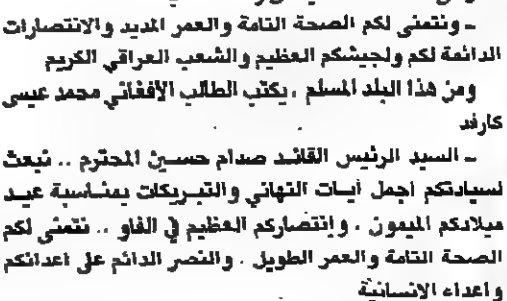 ـ ونتمنى لكم الصحة التامة والعمر المديد والانتصارات
الدائمة لكم ولجيشكم العظيم والشعب العراقي الكريم
ومن هذا البلد المسلم ، يكتب الطالب الأفغاني محمد عيسى
كارفد
ـ السيد الرئيس القائد صدام حسين المحترم .. نبعث
لسيادتكم اجمل آيات التهاني والتبريكات بمناسبة عيد
ميلادكم الميمون ، وإنتصاركم العظيم في الفاو .. نتمنى لكم
الصحة التامة والعمر الطويل . والنصر الدائم على اعدائكم
واعداء الانسانية